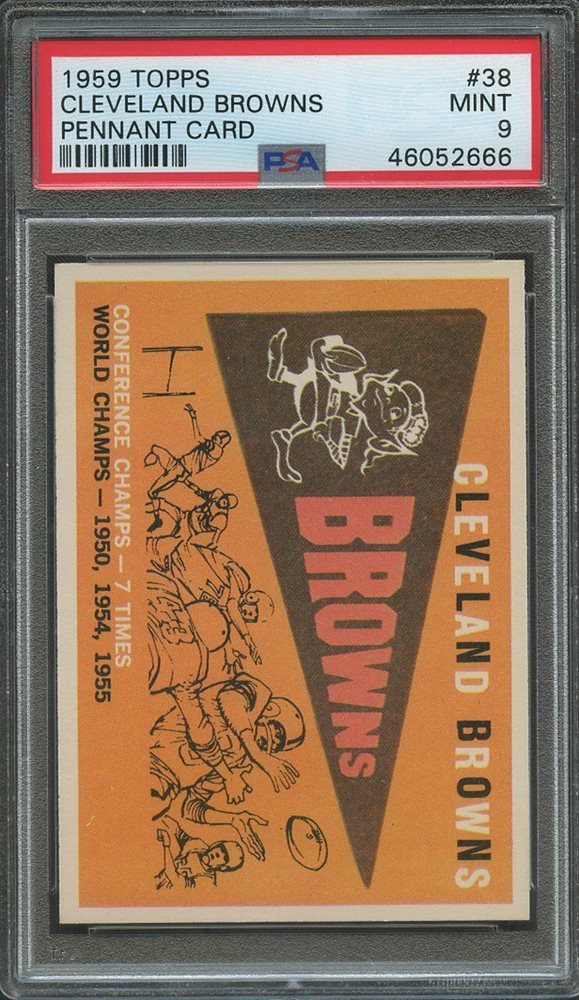 1959 TOPPS #38
CLEVELAND BROWNS MINT
PENNANT CARD 9
PSA 46052666
CLEVELAND BROWNS
BROWNS
CONFERENCE CHAMPS — 7 TIMES
WORLD CHAMPS — 1950, 1954, 1955